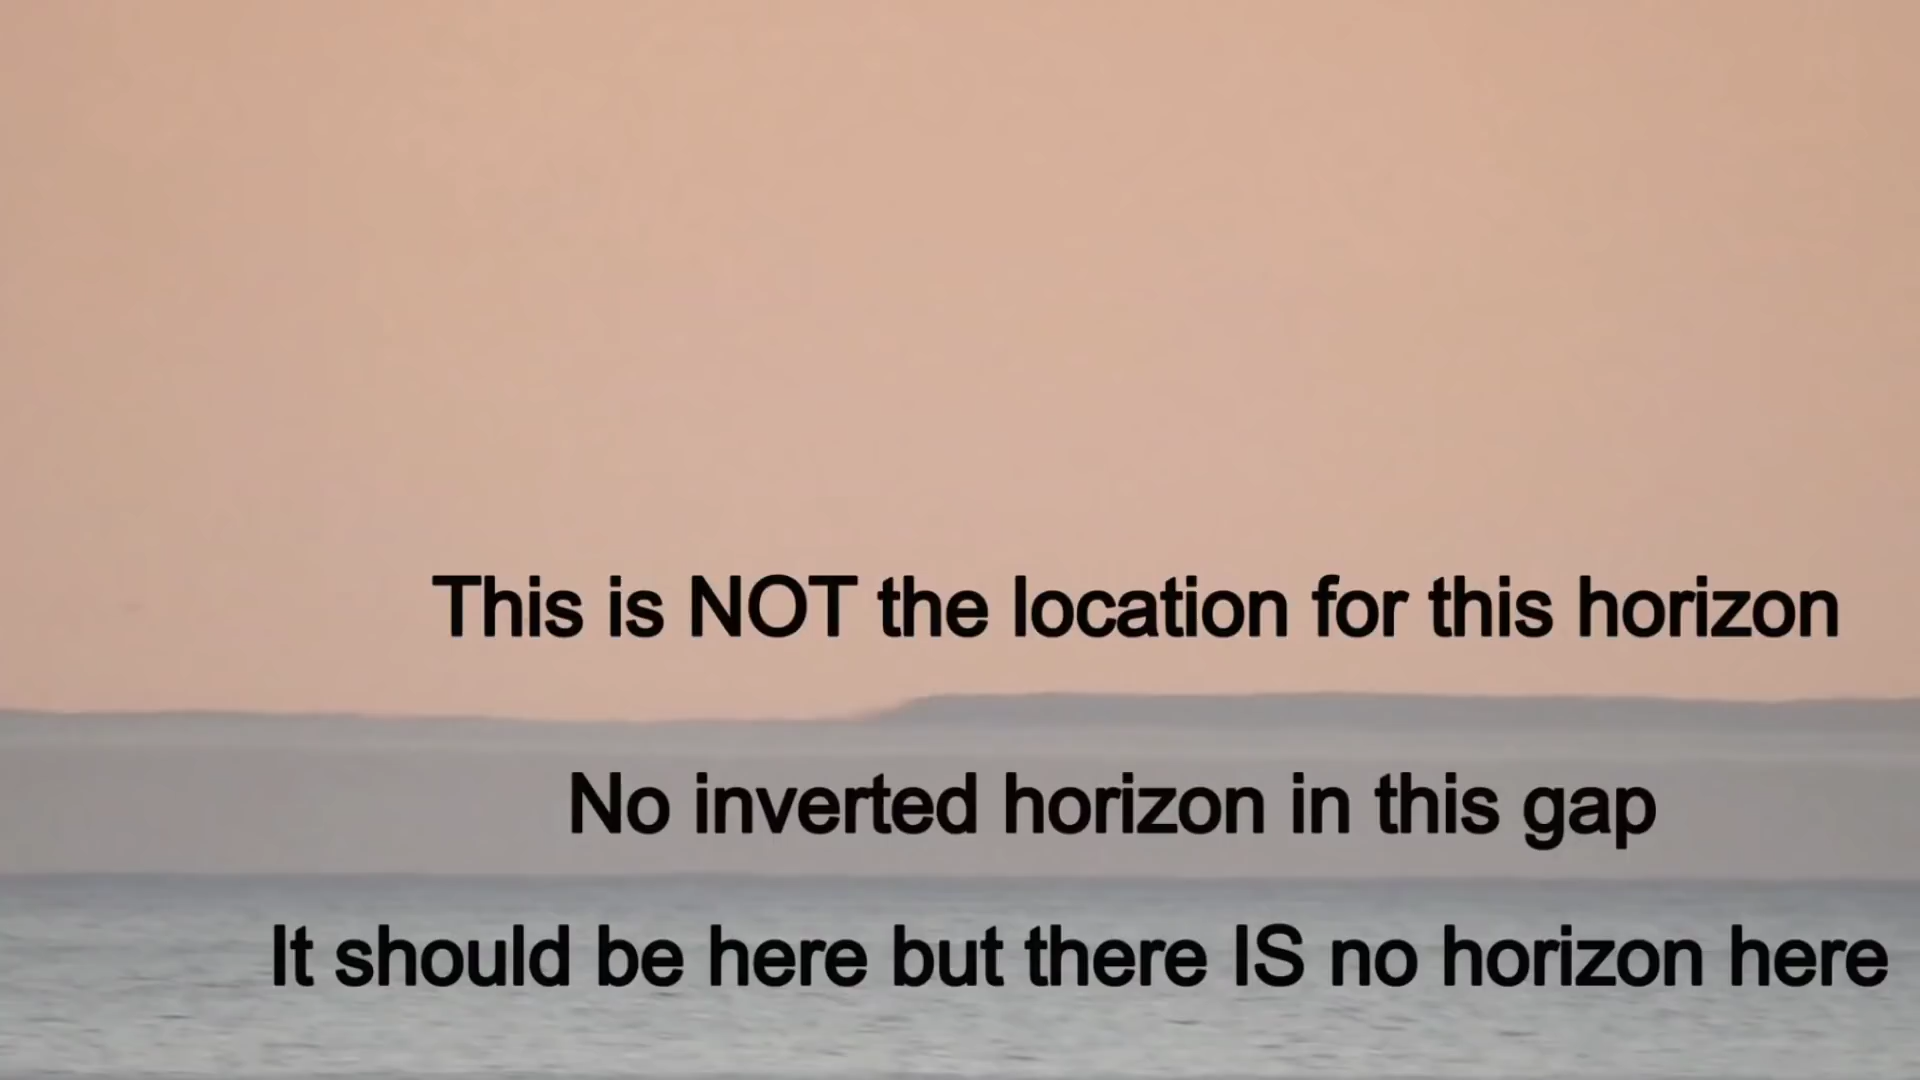 This is NOT the location for this horizon
No inverted horizon in this gap
It should be here but there IS no horizon here